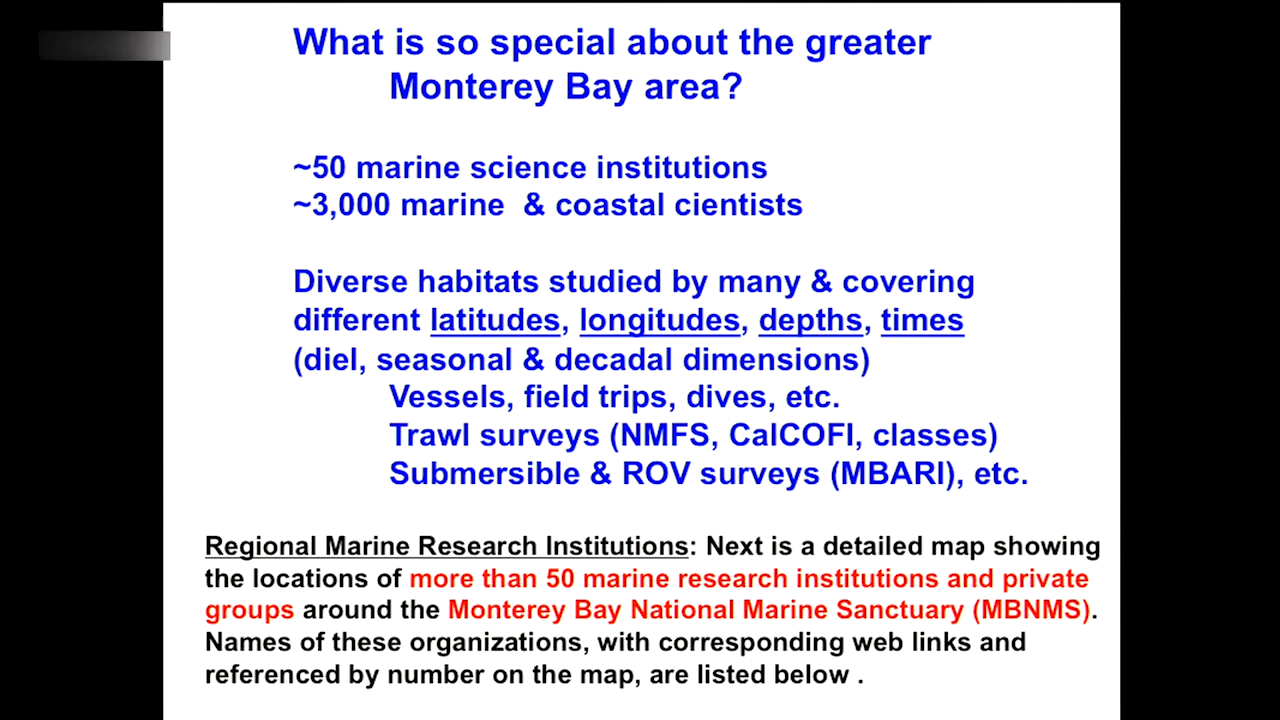 What is so special about the greater
Monterey Bay area?
~50 marine science institutions
~3,000 marine & coastal cientists
Diverse habitats studied by many & covering
different latitudes, longitudes, depths, times
(diel, seasonal & decadal dimensions)
Vessels, field trips, dives, etc.
Trawl surveys (NMFS, CalCOFI, classes)
Submersible & ROV surveys (MBARI), etc.
Regional Marine Research Institutions: Next is a detailed map showing
the locations of more than 50 marine research institutions and private
groups around the Monterey Bay National Marine Sanctuary (MBNMS).
Names of these organizations, with corresponding web links and
referenced by number on the map, are listed below .